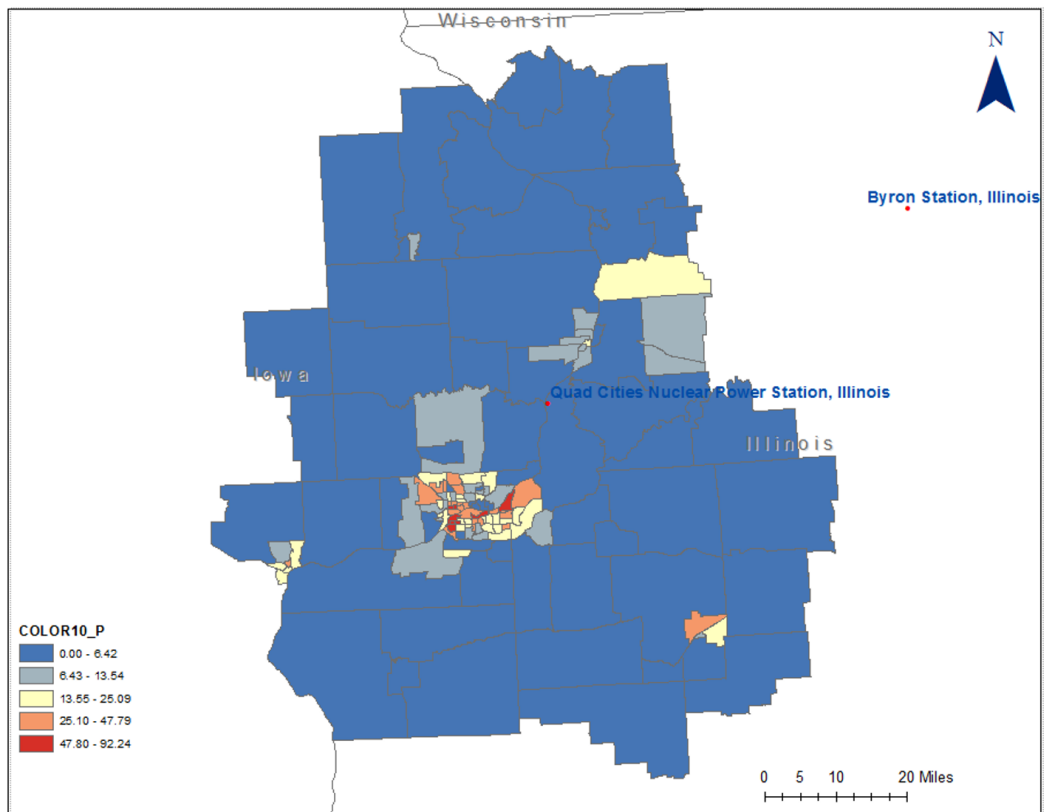 Wisconsin
N
Byron Station, Illinois
Iowa
Quad Cities Nuclear Power Station, Illinois
Illinois
COLOR10_P
0.00 - 6.42
6.43 - 13.54
13.55 - 25.09
25.10 - 47.79
47.80 - 92.24
0 5 10 20 Miles